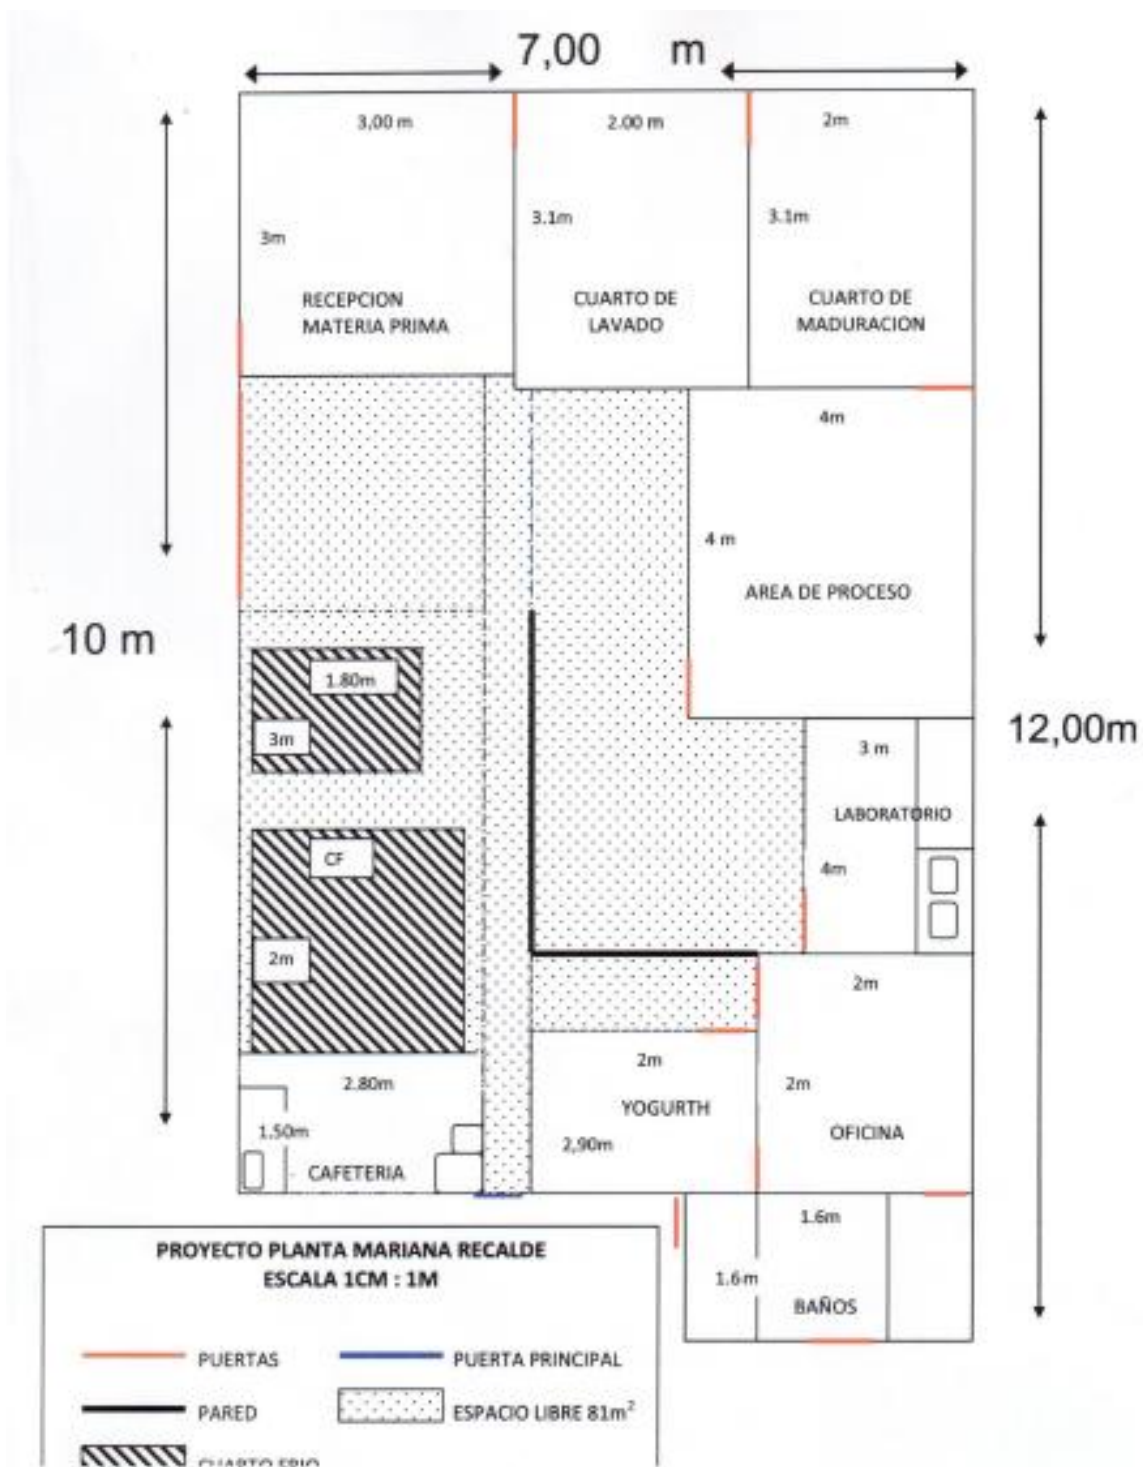 7,00 m
3,00 m
2.00 m
2m
3m
3.1m
3.1m
RECEPCION
MATERIA PRIMA
CUARTO DE
LAVADO
CUARTO DE
MADURACION
4m
4 m
AREA DE PROCESO
10 m
1.80m
3m
12,00m
3 m
LABORATORIO
4m
CF
2m
2m
2m
OFICINA
2m
YOGURTH
2,90m
2.80m
1.50m
CAFETERIA
1.6m
1.6m
BAÑOS
PROYECTO PLANTA MARIANA RECALDE
ESCALA 1CM : 1M
PUERTAS
PUERTA PRINCIPAL
PARED
ESPACIO LIBRE 81m²
CUARTO FRIO